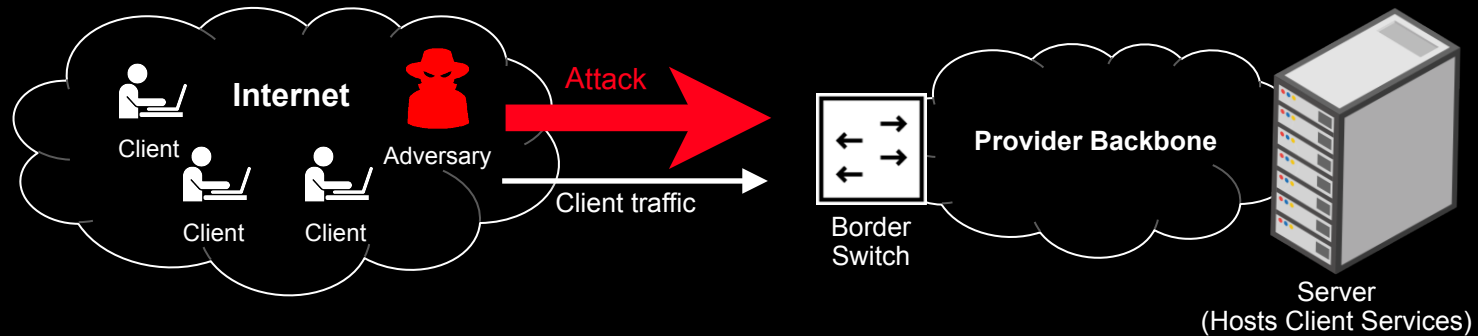 Internet
Client
Client
Client
Adversary
Attack
Client traffic
Border
Switch
Provider Backbone
Server
(Hosts Client Services)